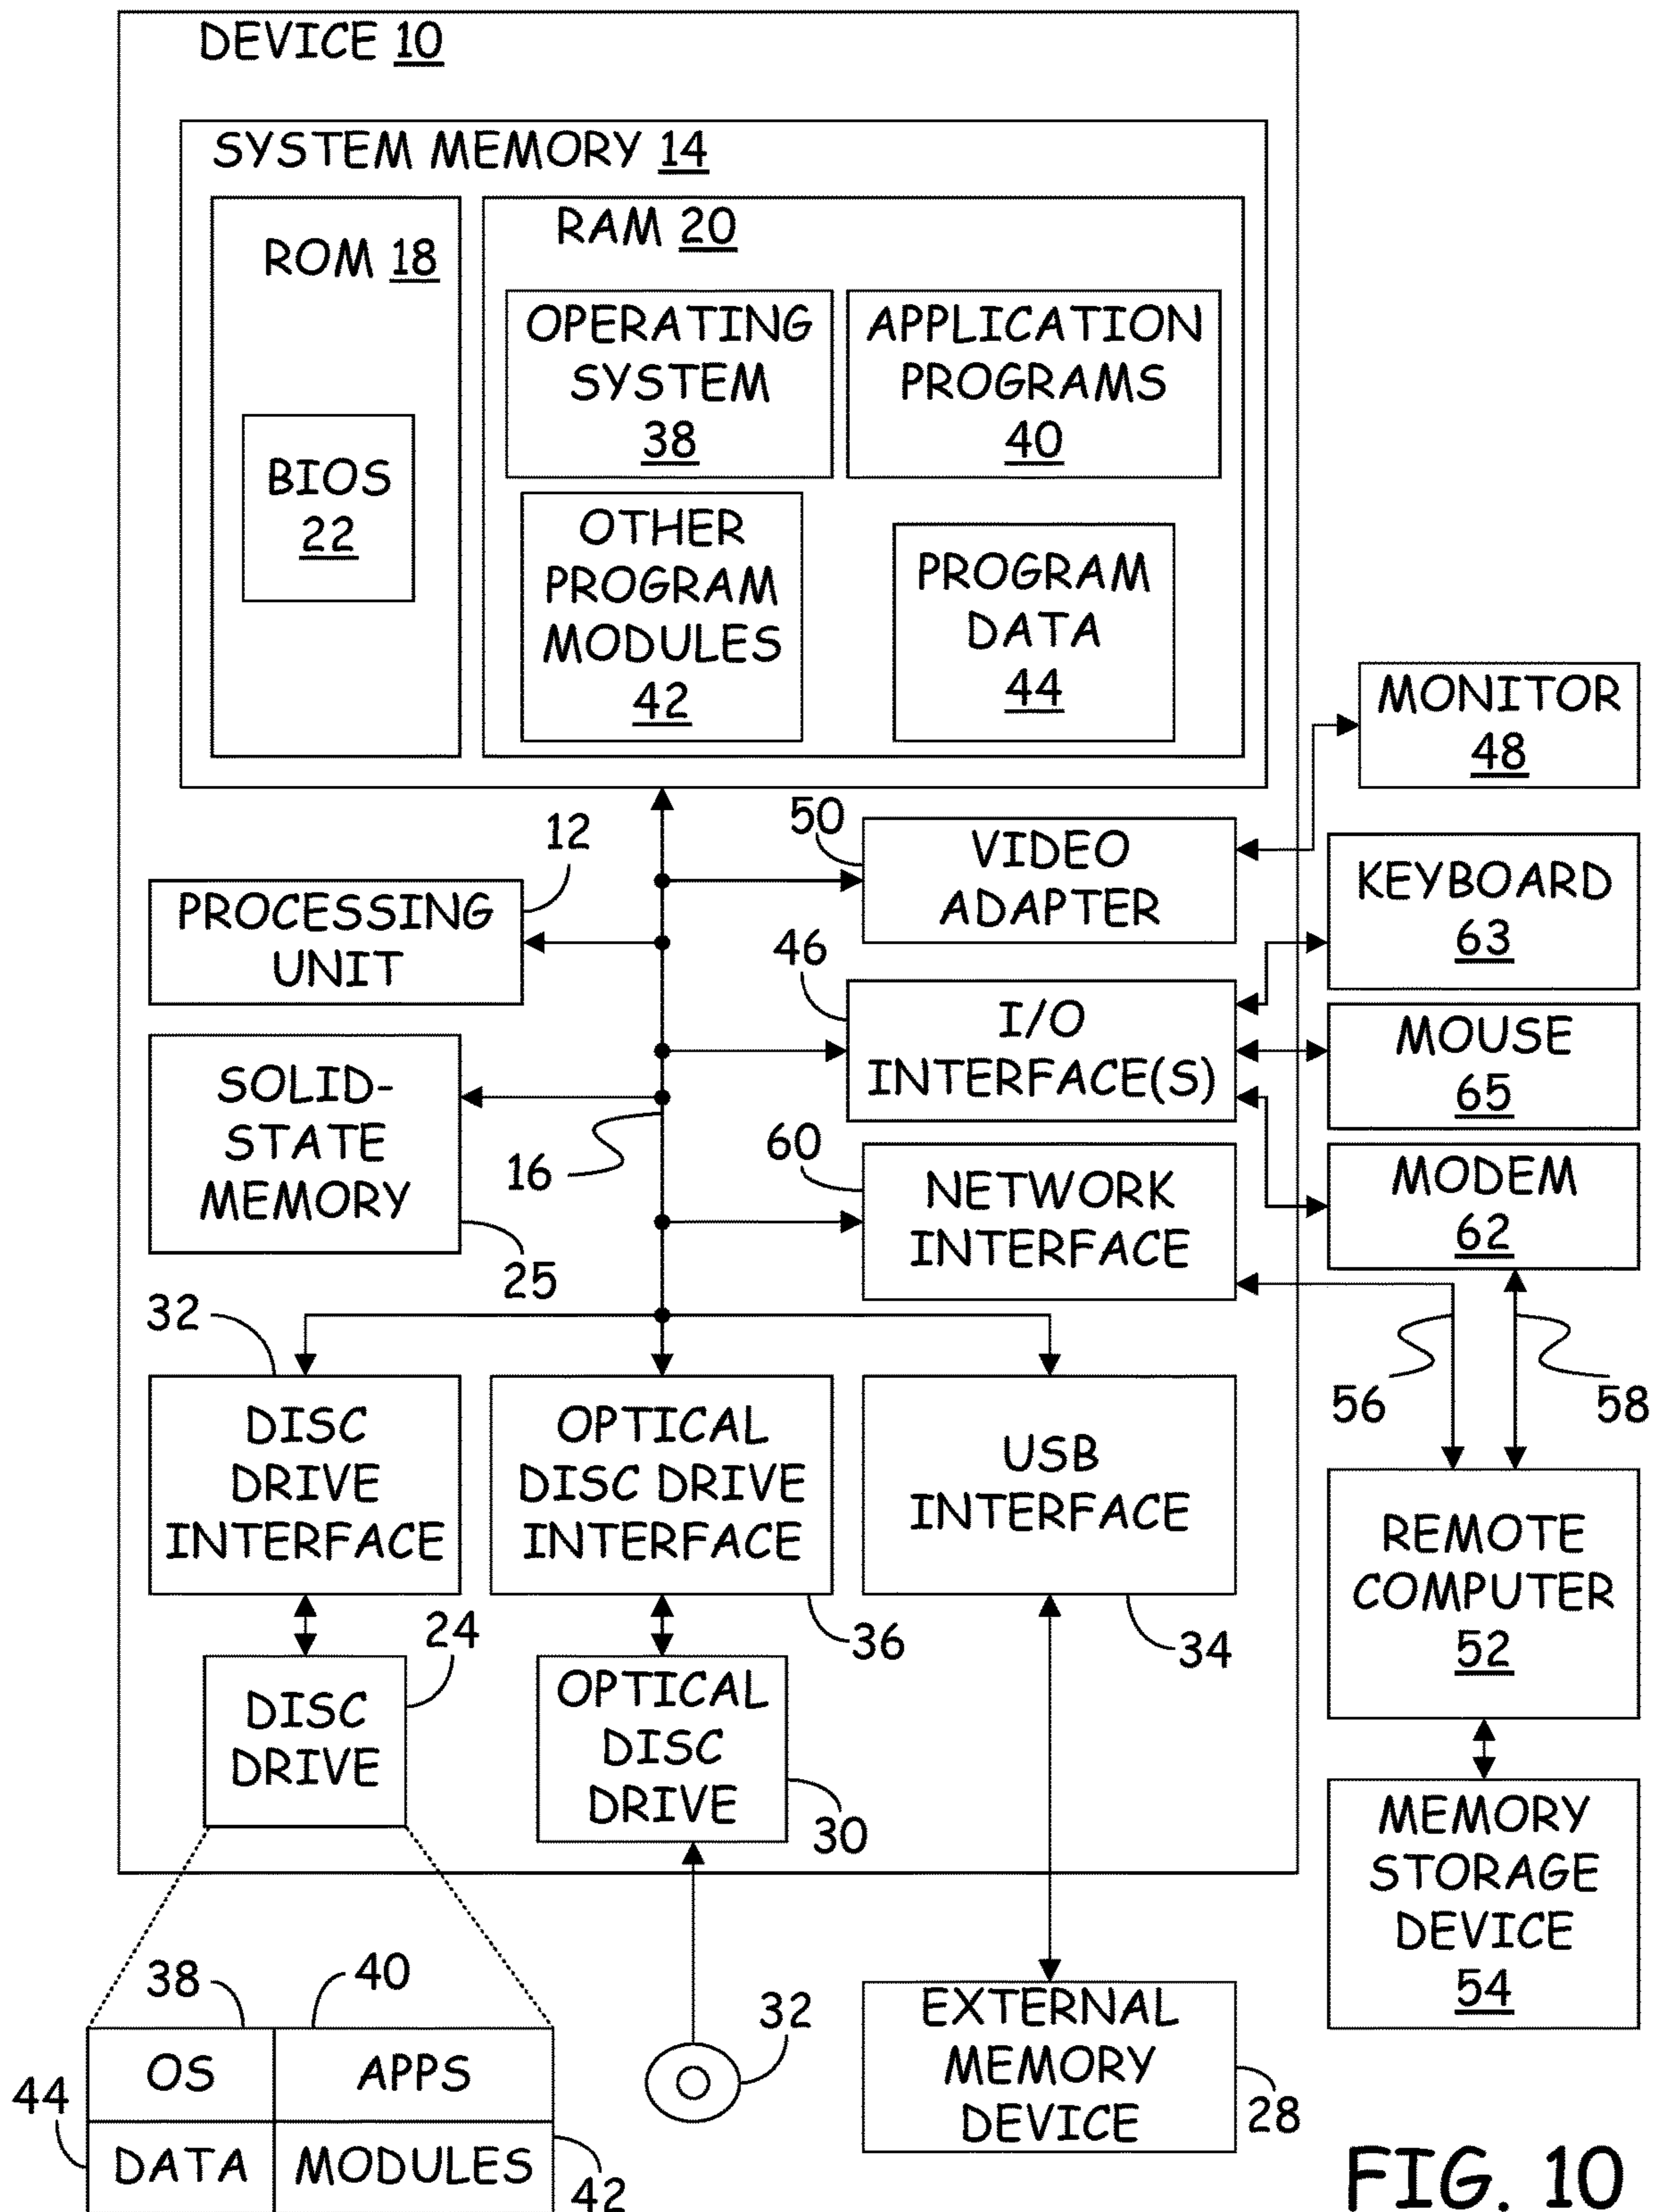 DEVICE 10
SYSTEM MEMORY 14
ROM 18
BIOS
22
RAM 20
OPERATING
SYSTEM
38
APPLICATION
PROGRAMS
40
OTHER
PROGRAM
MODULES
42
PROGRAM
DATA
44
MONITOR
48
12
PROCESSING
UNIT
50
VIDEO
ADAPTER
KEYBOARD
63
46
I/O
INTERFACE(S)
MOUSE
65
SOLID-
STATE
MEMORY
25
16
60
NETWORK
INTERFACE
MODEM
62
56
58
32
DISC
DRIVE
INTERFACE
OPTICAL
DISC DRIVE
INTERFACE
36
USB
INTERFACE
34
REMOTE
COMPUTER
52
24
DISC
DRIVE
OPTICAL
DISC
DRIVE
30
MEMORY
STORAGE
DEVICE
54
38
40
OS
APPS
44
DATA
MODULES
42
32
EXTERNAL
MEMORY
DEVICE
28
FIG. 10